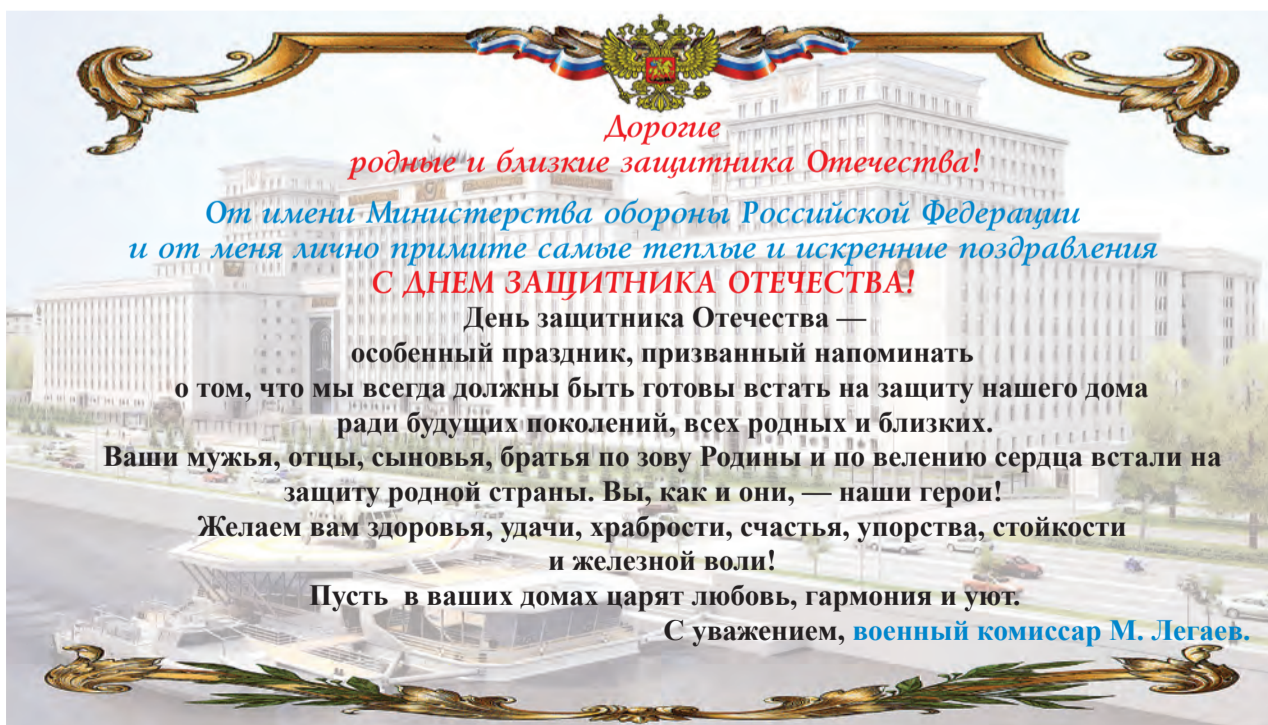 Дорогие
родные и близкие защитника Отечества!
От имени Министерства обороны Российской Федерации
и от меня лично примите самые теплые и искренние поздравления
С ДНЕМ ЗАЩИТНИКА ОТЕЧЕСТВА!
День защитника Отечества —
особенный праздник, призванный напоминать
о том, что мы всегда должны быть готовы встать на защиту нашего дома
ради будущих поколений, всех родных и близких.
Ваши мужья, отцы, сыновья, братья по зову Родины и по велению сердца встали на
защиту родной страны. Вы, как и они, — наши герои!
Желаем вам здоровья, удачи, храбрости, счастья, упорства, стойкости
и железной воли!
Пусть в ваших домах царят любовь, гармония и уют.
С уважением, военный комиссар М. Легаев.